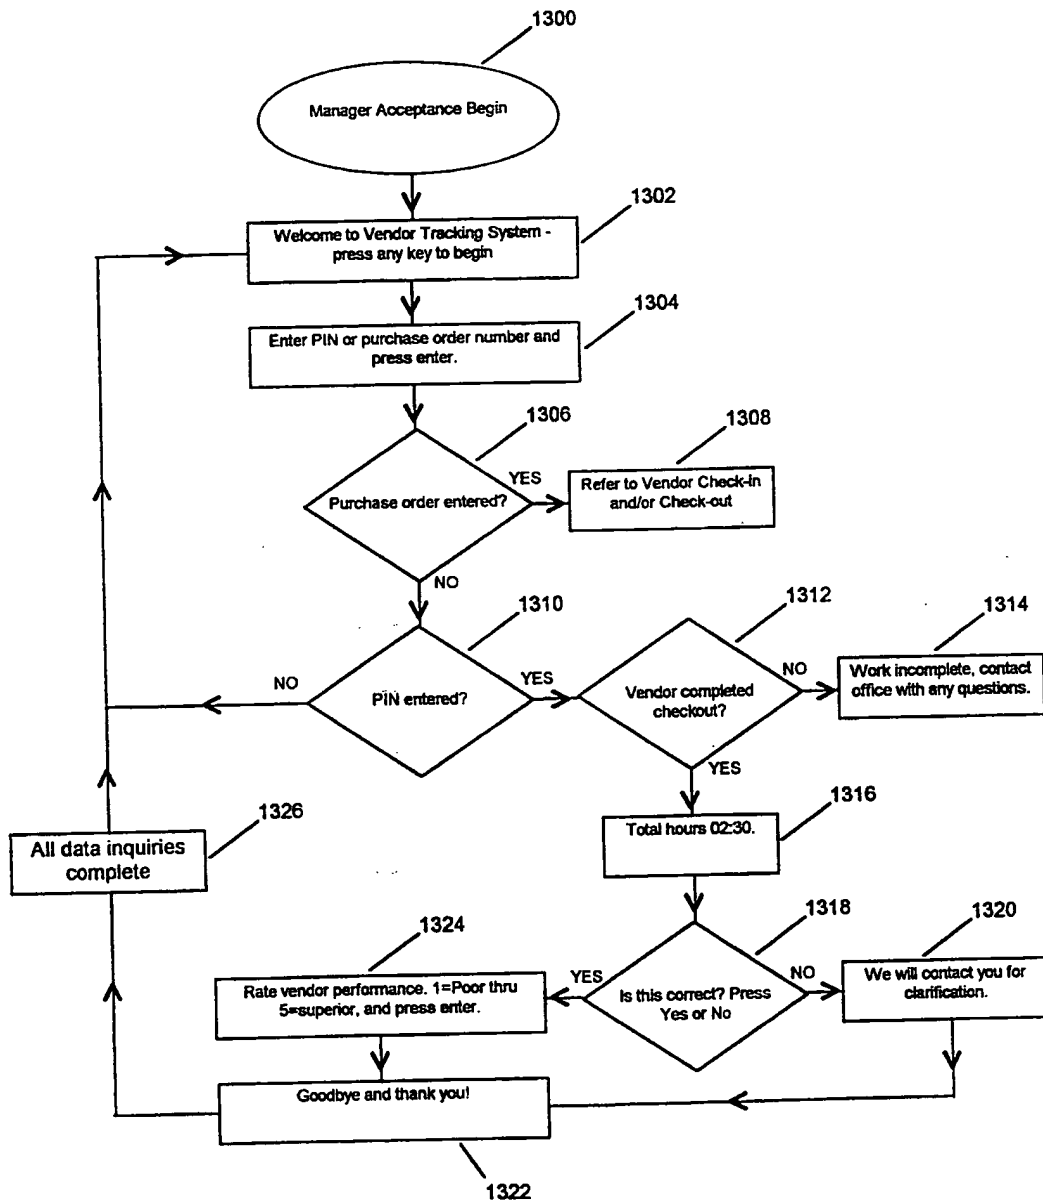 1300
Manager Acceptance Begin
1302
Welcome to Vendor Tracking System -
press any key to begin
1304
Enter PIN or purchase order number and
press enter.
1306
1308
YES
Purchase order entered?
Refer to Vendor Check-in
and/or Check-out
NO
1310
1312
1314
NO
PIN entered?
YES
Vendor completed
checkout?
NO
Work incomplete, contact
office with any questions.
YES
1316
Total hours 02:30.
1326
All data inquiries
complete
1324
1318
1320
YES
NO
Rate vendor performance. 1=Poor thru
5=superior, and press enter.
Is this correct? Press
Yes or No
We will contact you for
clarification.
Goodbye and thank you!
1322